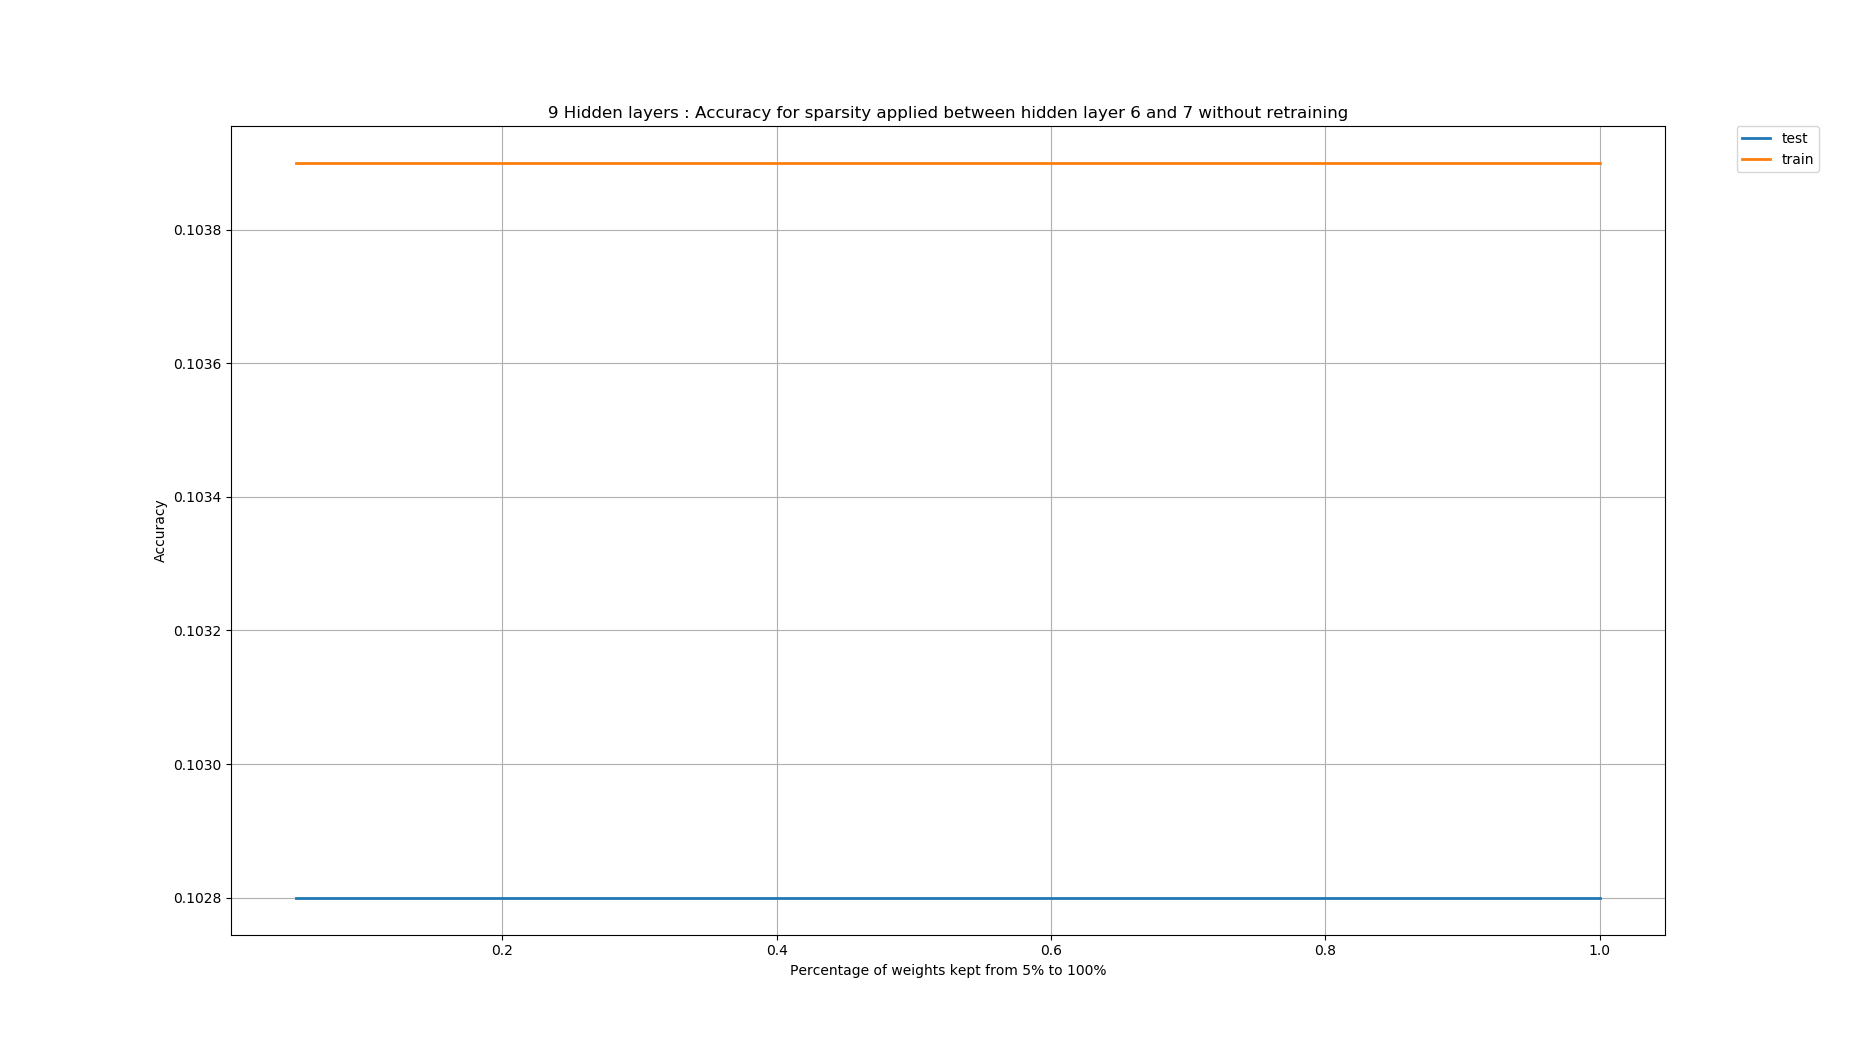 9 Hidden layers : Accuracy for sparsity applied between hidden layer 6 and 7 without retraining
test
train
0.1038
0.1036
0.1034
0.1032
0.1030
0.1028
Accuracy
0.2 0.4 0.6 0.8 1.0
Percentage of weights kept from 5% to 100%